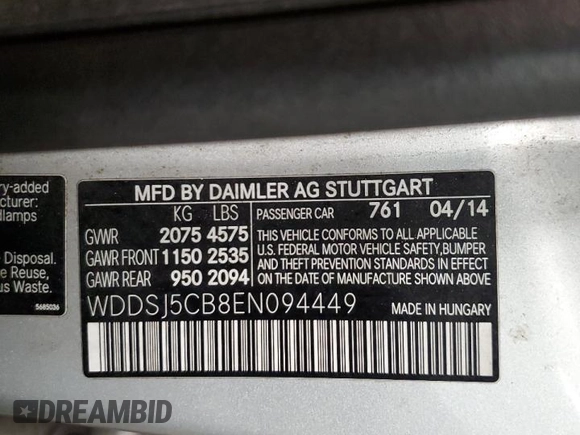 ry-added
cturer:
dlamps
Disposal.
e Reuse,
us Waste.
5685036
MFD BY DAIMLER AG STUTTGART
KG LBS
GVWR 2075 4575
GAWR FRONT 1150 2535
GAWR REAR 950 2094
PASSENGER CAR 761 04/14
THIS VEHICLE CONFORMS TO ALL APPLICABLE
U.S. FEDERAL MOTOR VEHICLE SAFETY, BUMPER
AND THEFT PREVENTION STANDARDS IN EFFECT
ON THE DATE OF MANUFACTURE SHOWN ABOVE.
WDDSJ5CB8EN094449
MADE IN HUNGARY
DREAMBID